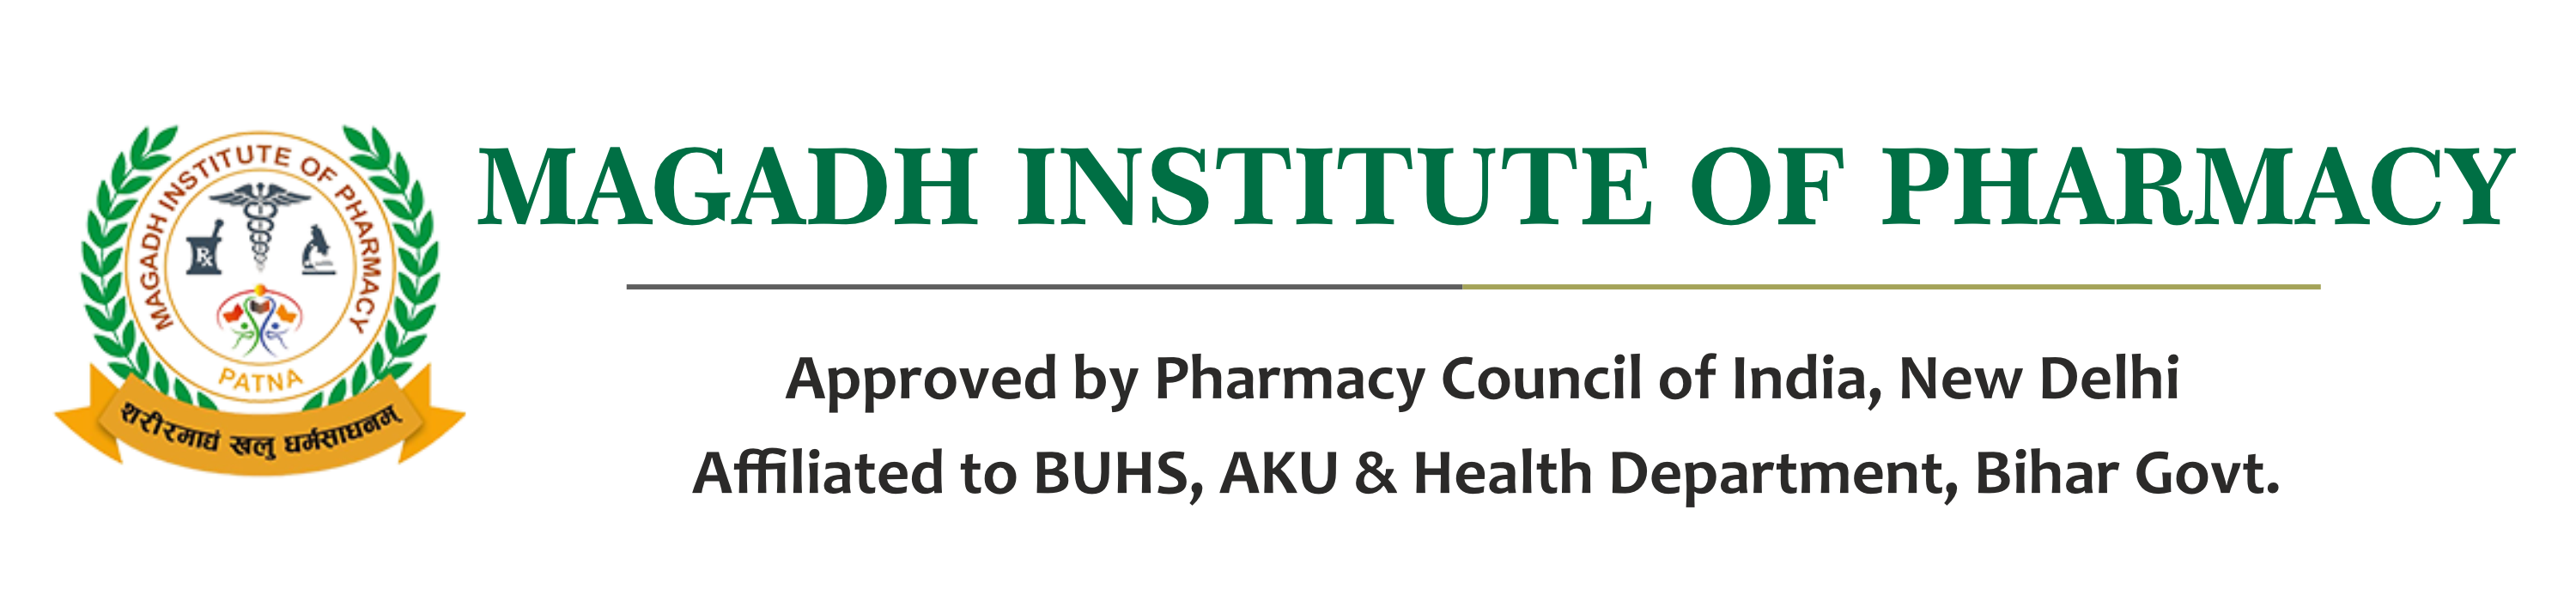 MAGADH INSTITUTE OF PHARMACY
PATNA
Rx
शरीरमाद्यं खलु धर्मसाधनम्
MAGADH INSTITUTE OF PHARMACY
Approved by Pharmacy Council of India, New Delhi
Affiliated to BUHS, AKU & Health Department, Bihar Govt.